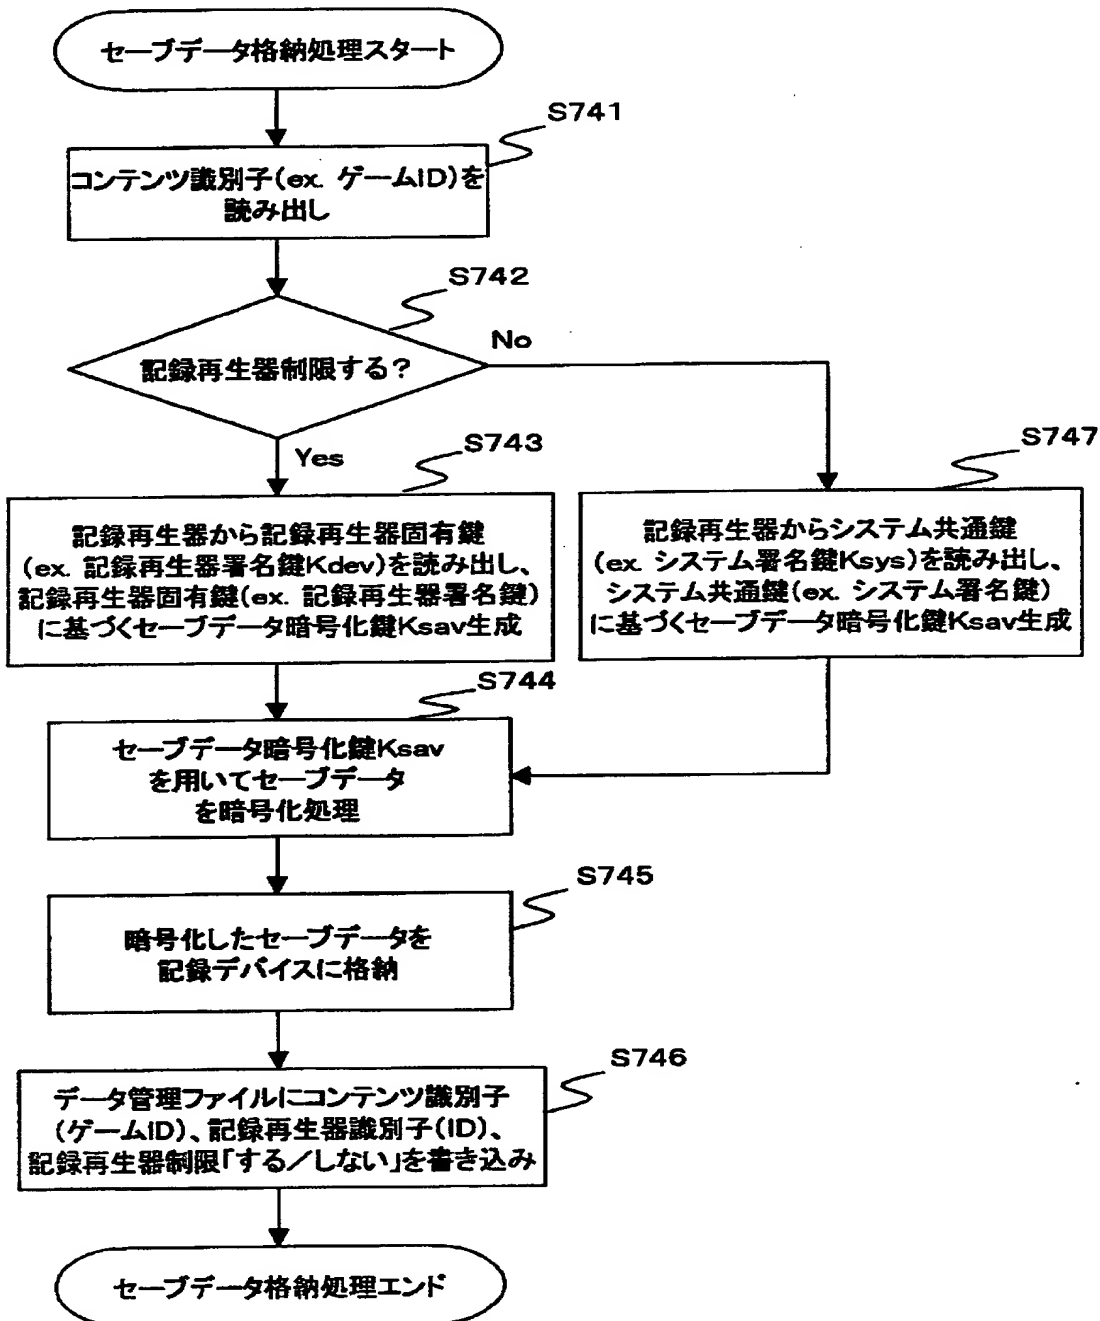 セーブデータ格納処理スタート
S741
コンテンツ識別子(ex. ゲームID)を
読み出し
S742
記録再生器制限する?
No
Yes
S743
記録再生器から記録再生器固有鍵
(ex. 記録再生器署名鍵Kdev)を読み出し、
記録再生器固有鍵(ex. 記録再生器署名鍵)
に基づくセーブデータ暗号化鍵Ksav生成
S747
記録再生器からシステム共通鍵
(ex. システム署名鍵Ksys)を読み出し、
システム共通鍵(ex. システム署名鍵)
に基づくセーブデータ暗号化鍵Ksav生成
S744
セーブデータ暗号化鍵Ksav
を用いてセーブデータ
を暗号化処理
S745
暗号化したセーブデータを
記録デバイスに格納
S746
データ管理ファイルにコンテンツ識別子
(ゲームID)、記録再生器識別子(ID)、
記録再生器制限「する/しない」を書き込み
セーブデータ格納処理エンド